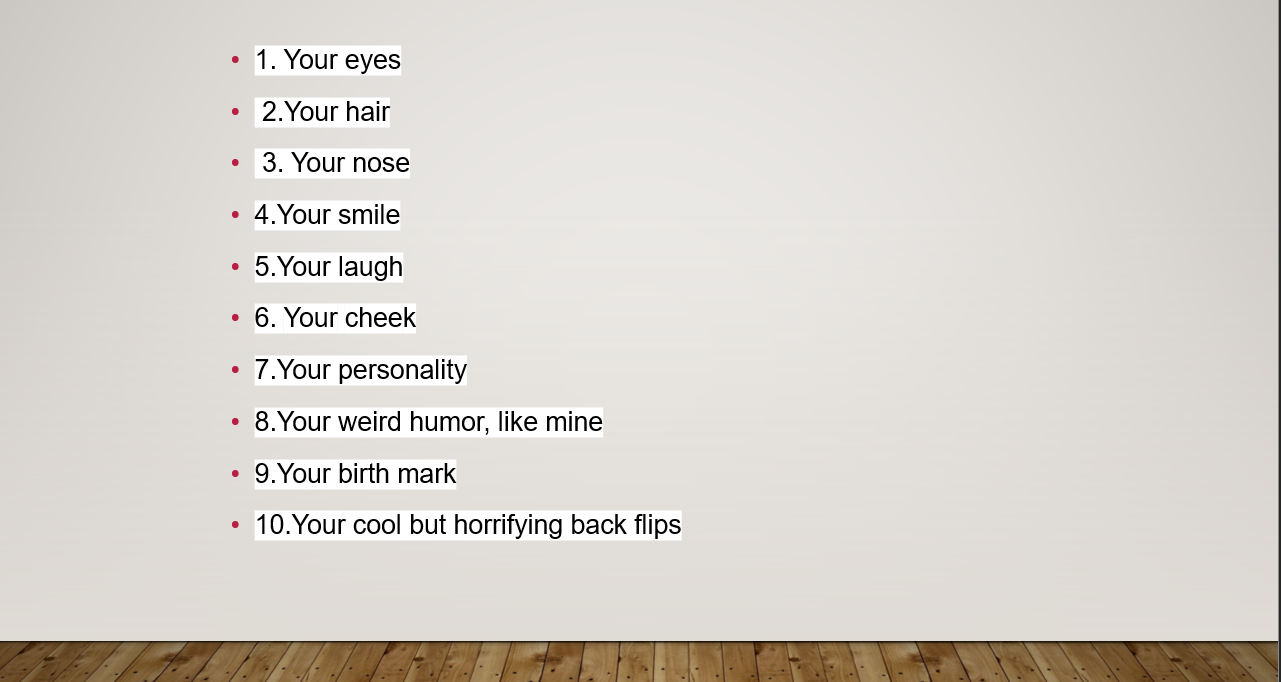 • 1. Your eyes
• 2.Your hair
• 3. Your nose
• 4.Your smile
• 5.Your laugh
• 6. Your cheek
• 7.Your personality
• 8.Your weird humor, like mine
• 9.Your birth mark
• 10.Your cool but horrifying back flips